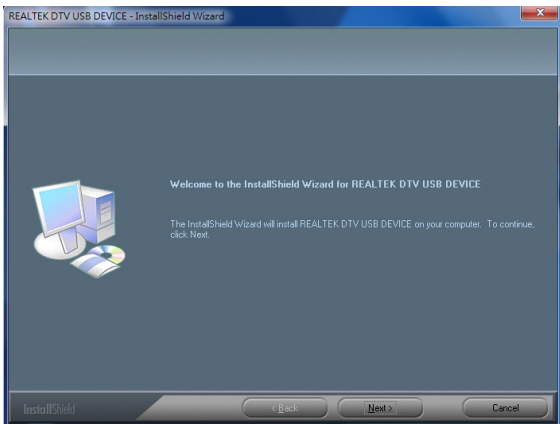 REALTEK DTV USB DEVICE - InstallShield Wizard
Welcome to the InstallShield Wizard for REALTEK DTV USB DEVICE
The InstallShield Wizard will install REALTEK DTV USB DEVICE on your computer. To continue,
click Next.
InstallShield
< Back
Next >
Cancel